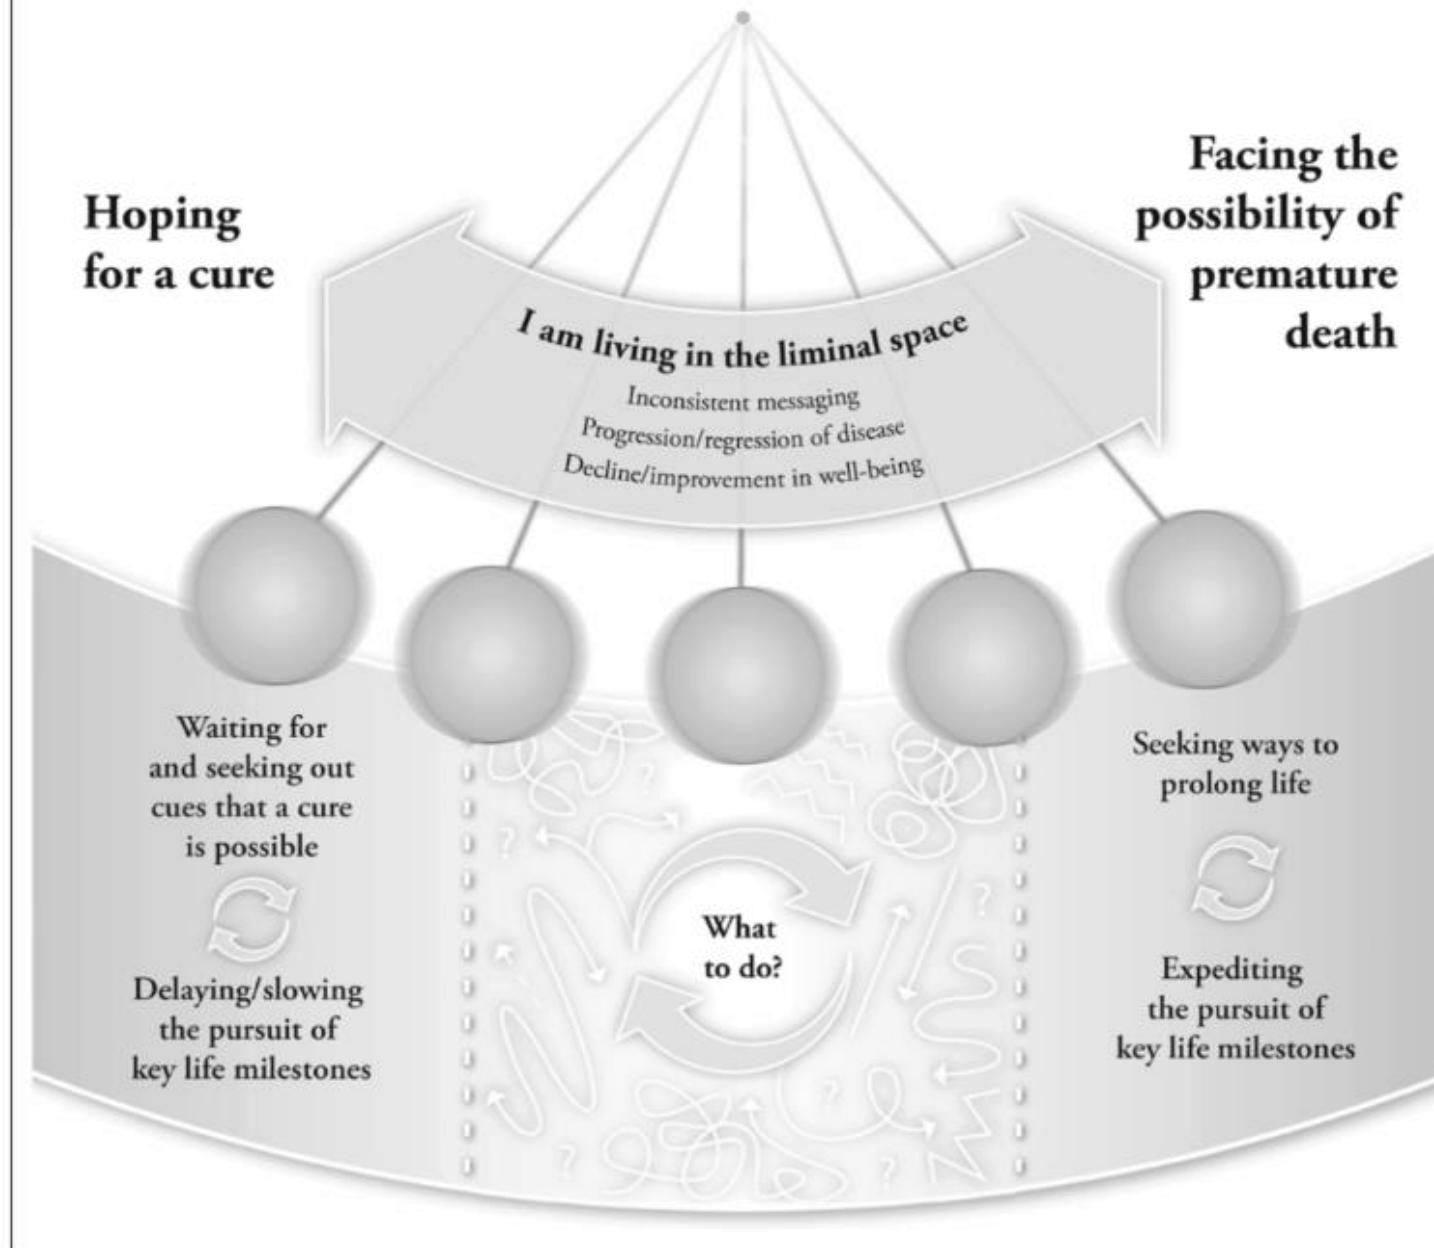 Hoping
for a cure
Facing the
possibility of
premature
death
I am living in the liminal space
Inconsistent messaging
Progression/regression of disease
Decline/improvement in well-being
Waiting for
and seeking out
cues that a cure
is possible
Delaying/slowing
the pursuit of
key life milestones
?
?
What
to do?
?
?
?
?
Seeking ways to
prolong life
Expediting
the pursuit of
key life milestones